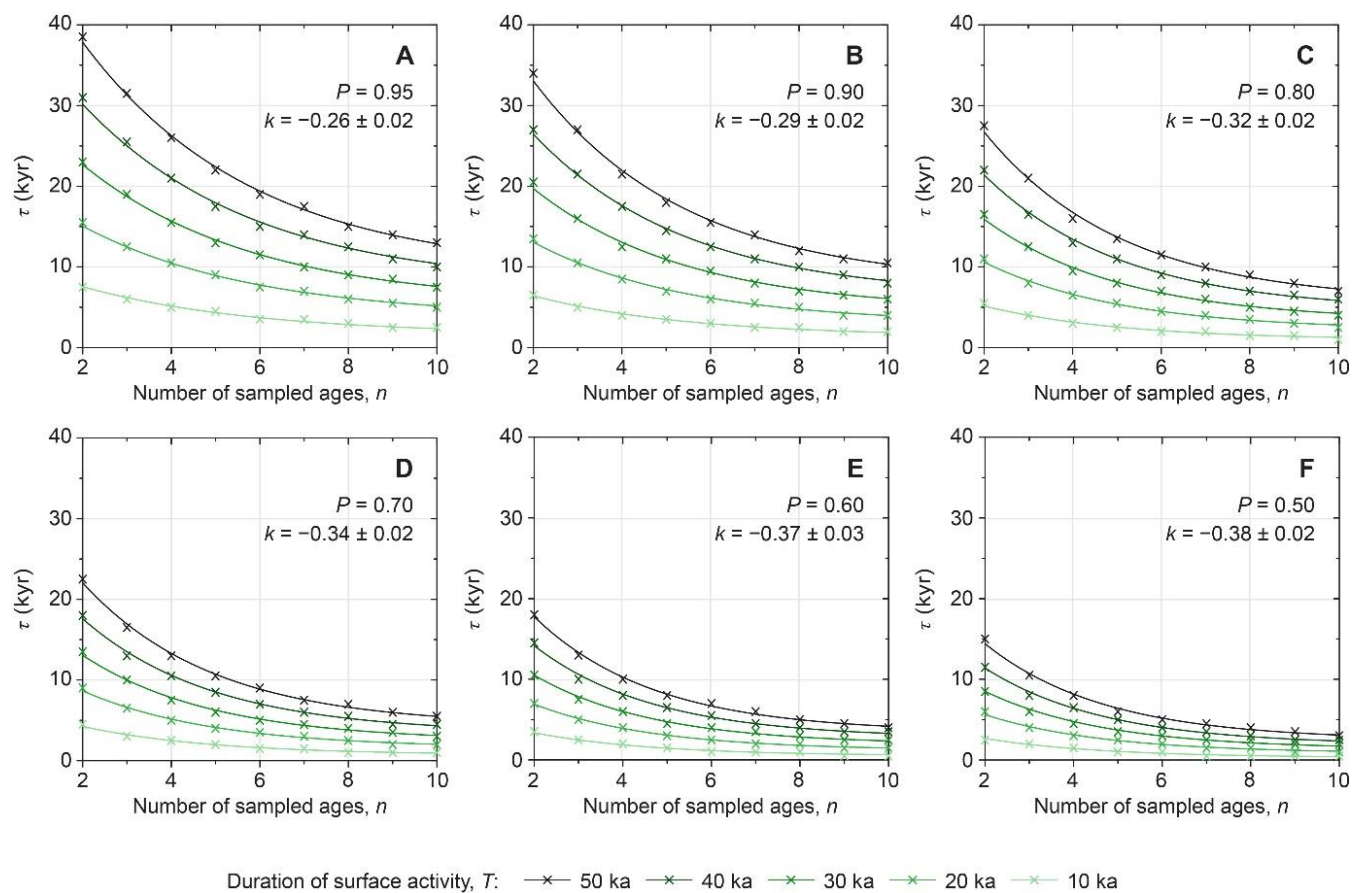 A
P = 0.95
k = −0.26 ± 0.02
40
30
20
10
0
τ (kyr)
2 4 6 8 10
Number of sampled ages, n
B
P = 0.90
k = −0.29 ± 0.02
40
30
20
10
0
τ (kyr)
2 4 6 8 10
Number of sampled ages, n
C
P = 0.80
k = −0.32 ± 0.02
40
30
20
10
0
τ (kyr)
2 4 6 8 10
Number of sampled ages, n
D
P = 0.70
k = −0.34 ± 0.02
40
30
20
10
0
τ (kyr)
2 4 6 8 10
Number of sampled ages, n
E
P = 0.60
k = −0.37 ± 0.03
40
30
20
10
0
τ (kyr)
2 4 6 8 10
Number of sampled ages, n
F
P = 0.50
k = −0.38 ± 0.02
40
30
20
10
0
τ (kyr)
2 4 6 8 10
Number of sampled ages, n
Duration of surface activity, T: 50 ka 40 ka 30 ka 20 ka 10 ka